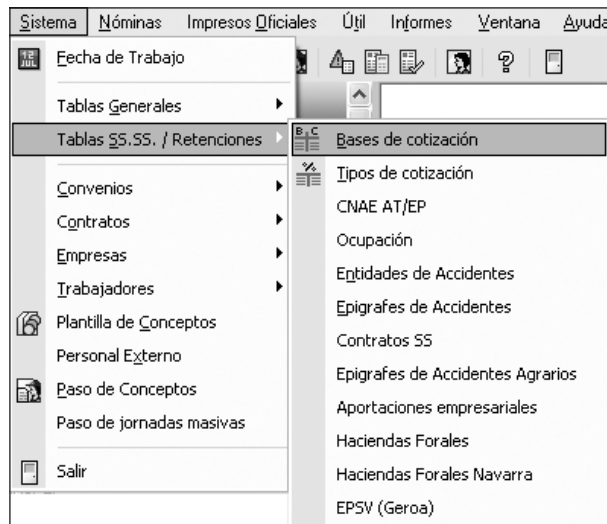 Sistema Nóminas Impresos Oficiales Útil Informes Ventana Ayuda
Fecha de Trabajo
Tablas Generales
Tablas SS.SS. / Retenciones
Convenios
Contratos
Empresas
Trabajadores
Plantilla de Conceptos
Personal Externo
Paso de Conceptos
Paso de jornadas masivas
Salir
B C Bases de cotización
% Tipos de cotización
CNAE AT/EP
Ocupación
Entidades de Accidentes
Epigrafes de Accidentes
Contratos SS
Epigrafes de Accidentes Agrarios
Aportaciones empresariales
Haciendas Forales
Haciendas Forales Navarra
EPSV (Geroa)